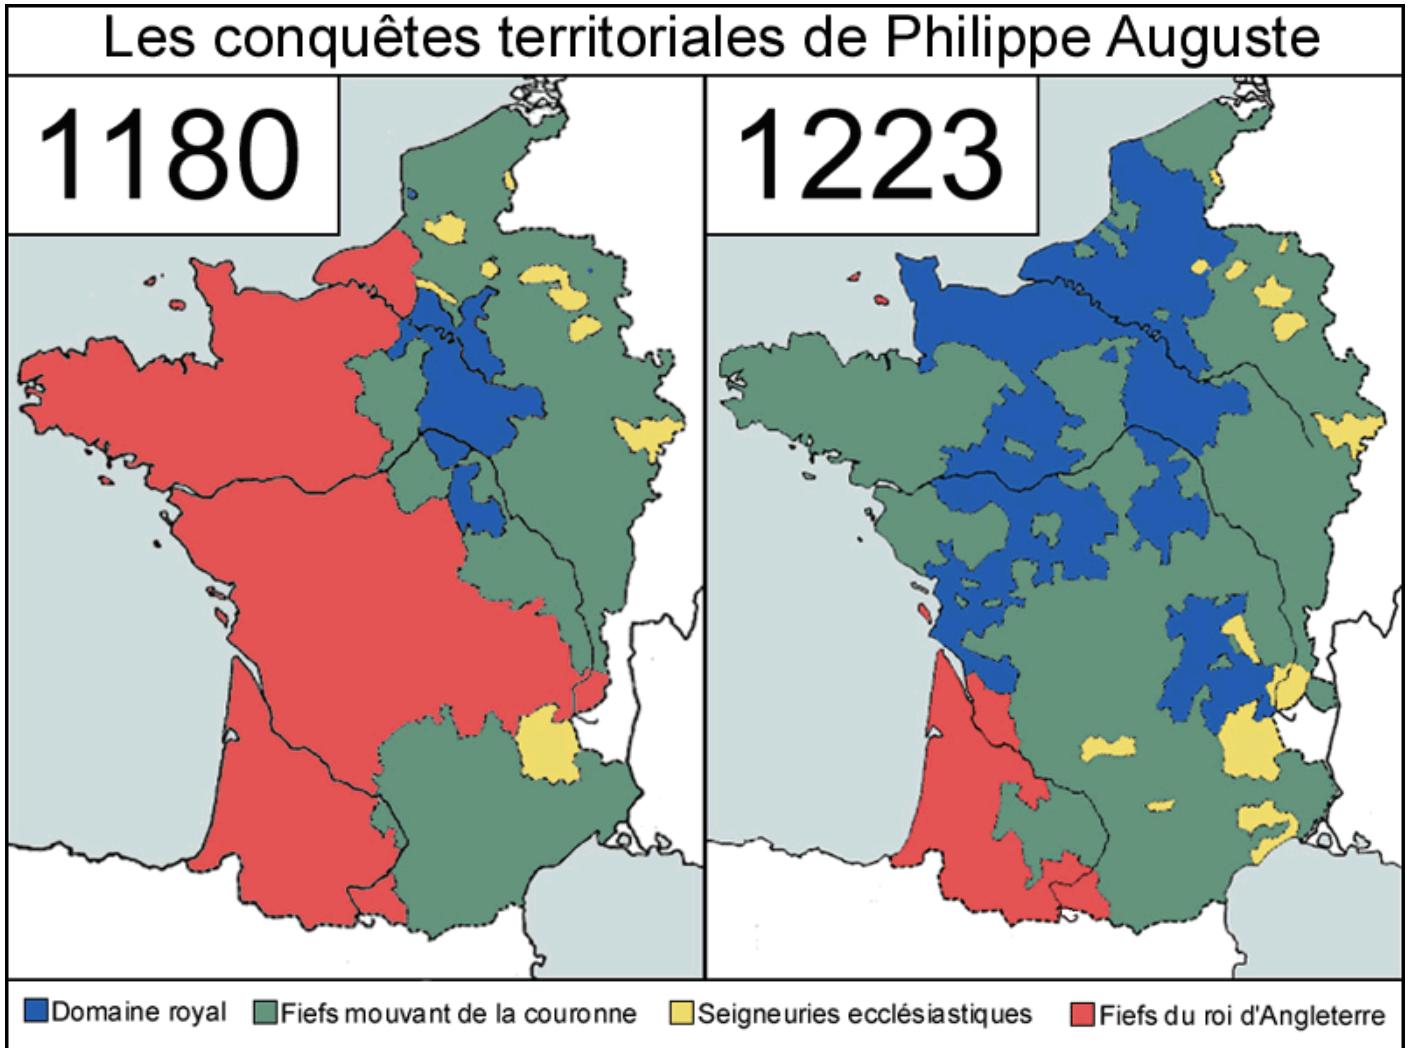 Les conquêtes territoriales de Philippe Auguste
1180
1223
Domaine royal
Fiefs mouvant de la couronne
Seigneuries ecclésiastiques
Fiefs du roi d'Angleterre